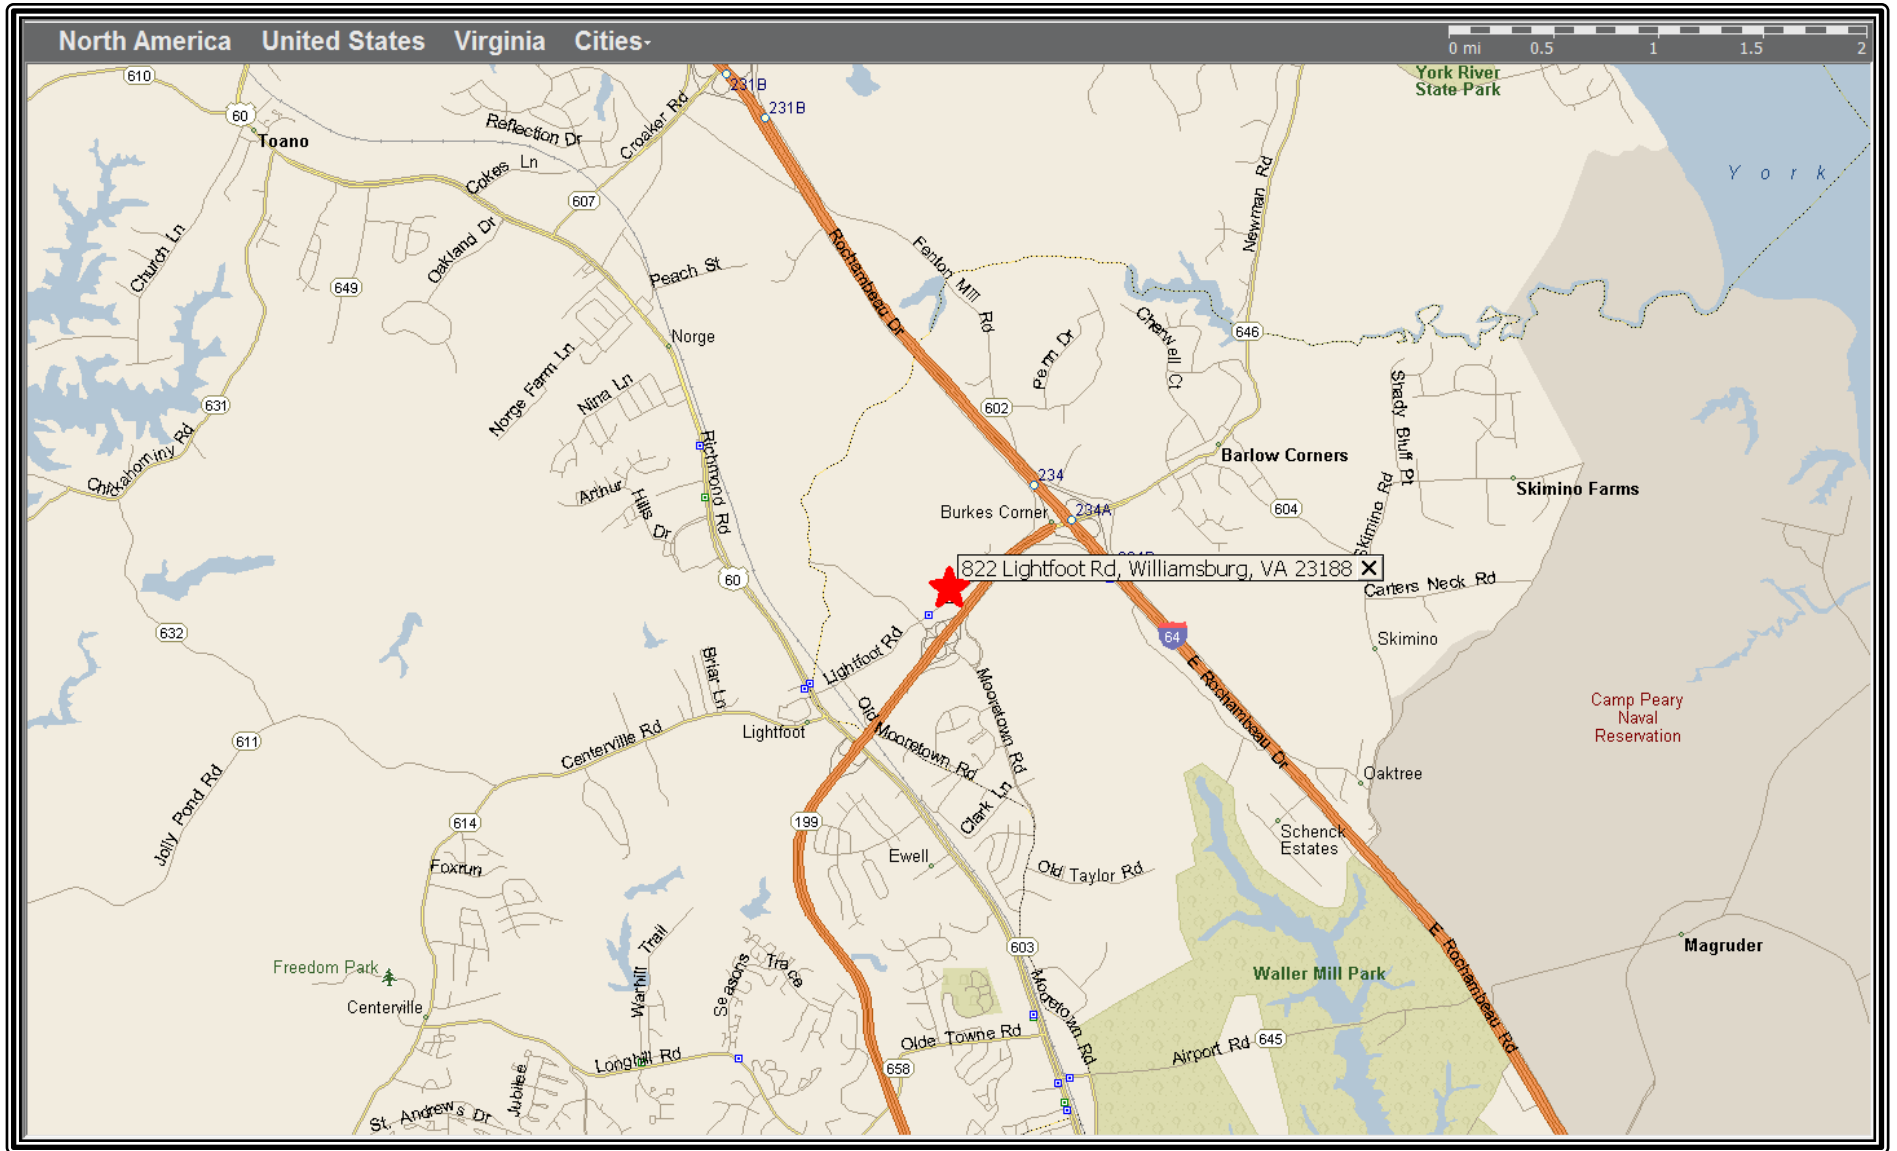 North America United States Virginia Cities
0 mi 0.5 1 1.5 2
York River
State Park
610
231B
231B
60
Toano
Reflection Dr
Croaker Rd
Cokes Ln
607
York
Newman Rd
Church Ln
Oakland Dr
649
Peach St
Rochambeau Dr
Fenton Mill Rd
Norge
Norge Farm Ln
Nina Ln
Penn Dr
Cherwell Ct
646
Shady Bluff Pt
631
602
Chickahominy Rd
Richmond Rd
Barlow Corners
234
Skimino Farms
Arthur Hills Dr
Burkes Corner
234A
604
Skimino Rd
822 Lightfoot Rd, Williamsburg, VA 23188
60
Carters Neck Rd
632
64
Skimino
Lightfoot Rd
Briar Ln
Mooretown Rd
E Rochambeau Dr
Camp Peary
Naval
Reservation
611
Centerville Rd
Lightfoot
Old Mooretown Rd
Oaktree
Jolly Pond Rd
614
199
Clark Ln
Schenck
Estates
Foxrun
Ewell
Old Taylor Rd
E Rochambeau Rd
Magruder
603
Warhill Trail
Seasons Trace
Freedom Park
Waller Mill Park
Centerville
Mooretown Rd
Olde Towne Rd
Airport Rd
645
Longhill Rd
658
Jubilee
St. Andrews Dr